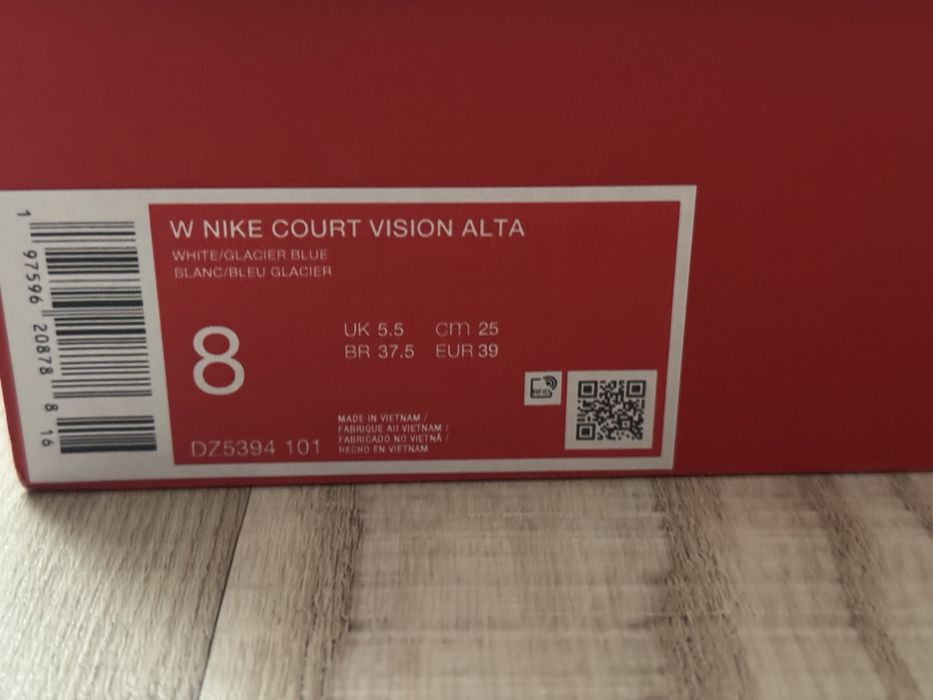 W NIKE COURT VISION ALTA
WHITE/GLACIER BLUE
BLANC/BLEU GLACIER
8
UK 5.5 cm 25
BR 37.5 EUR 39
MADE IN VIETNAM /
FABRIQUE AU VIETNAM /
FABRICADO NO VIETNÃ /
HECHO EN VIETNAM
DZ5394 101
RFID
1 97596 20878 8 16